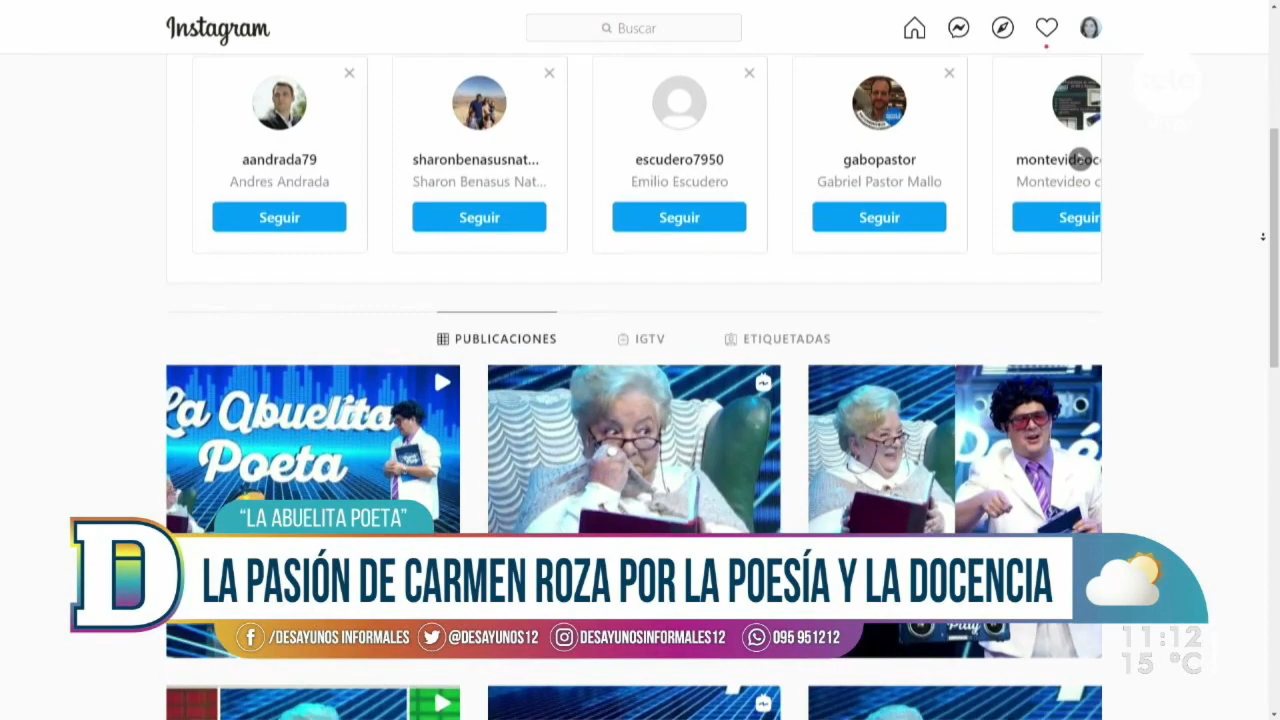 Instagram
Buscar
aandrada79
Andres Andrada
Seguir
sharonbenasusnat...
Sharon Benasus Nat...
Seguir
escudero7950
Emilio Escudero
Seguir
gabopastor
Gabriel Pastor Mallo
Seguir
Montevideo c
Seguir
PUBLICACIONES
IGTV
ETIQUETADAS
La Abuelita
Poeta
"LA ABUELITA POETA"
D
LA PASIÓN DE CARMEN ROZA POR LA POESÍA Y LA DOCENCIA
/DESAYUNOS INFORMALES
@DESAYUNOS12
DESAYUNOSINFORMALES12
095 951212
Play
11:12
15 °C